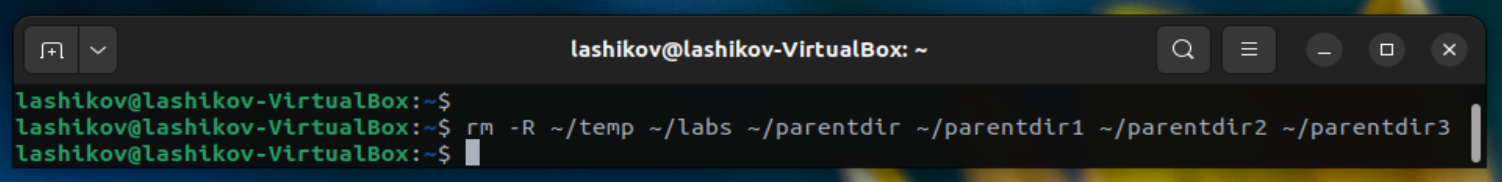 lashikov@lashikov-VirtualBox: ~
lashikov@lashikov-VirtualBox:~$
lashikov@lashikov-VirtualBox:~$ rm -R ~/temp ~/labs ~/parentdir ~/parentdir1 ~/parentdir2 ~/parentdir3
lashikov@lashikov-VirtualBox:~$